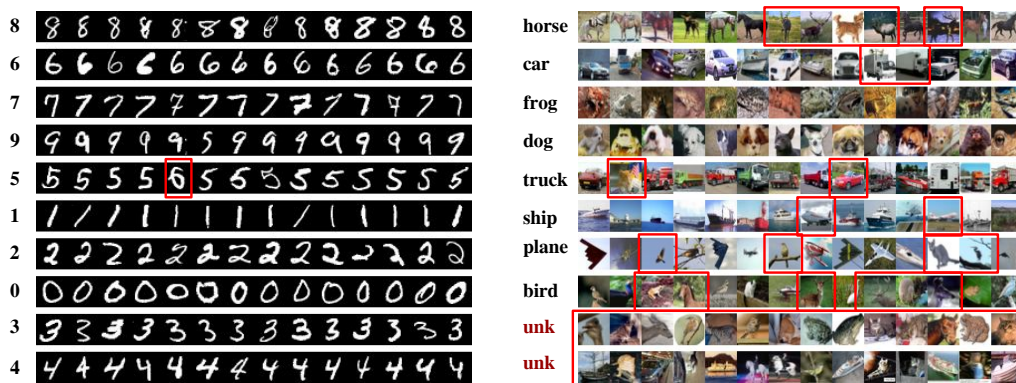 8 horse
6 car
7 frog
9 dog
5 truck
1 ship
2 plane
0 bird
3 unk
4 unk